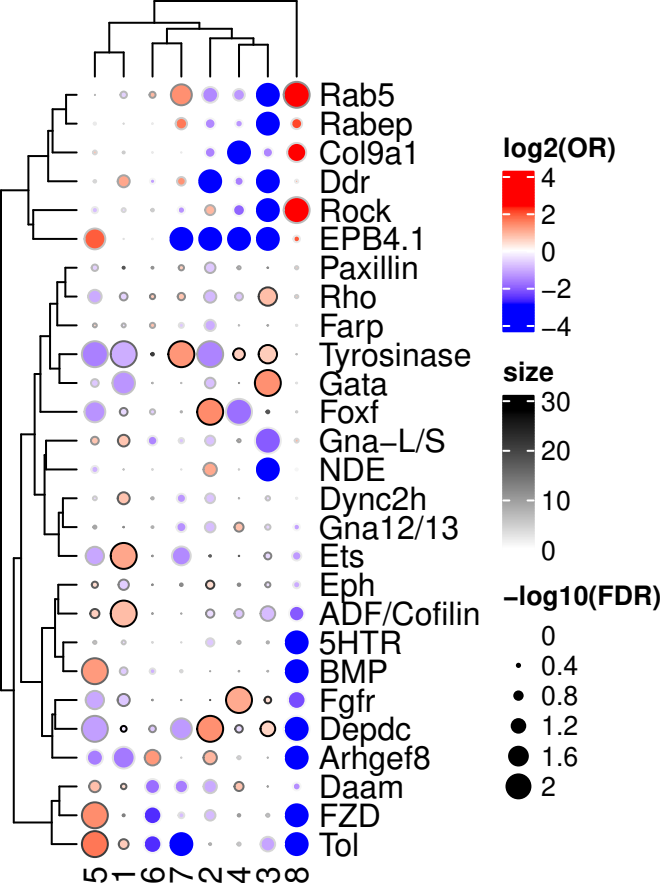 Rab5
Rabep
Col9a1
Ddr
Rock
EPB4.1
Paxillin
Rho
Farp
Tyrosinase
Gata
Foxf
Gna−L/S
NDE
Dync2h
Gna12/13
Ets
Eph
ADF/Cofilin
5HTR
BMP
Fgfr
Depdc
Arhgef8
Daam
FZD
Tol
5 1 6 7 2 4 3 8
log2(OR)
4
2
0
−2
−4
size
30
20
10
0
−log10(FDR)
0
0.4
0.8
1.2
1.6
2